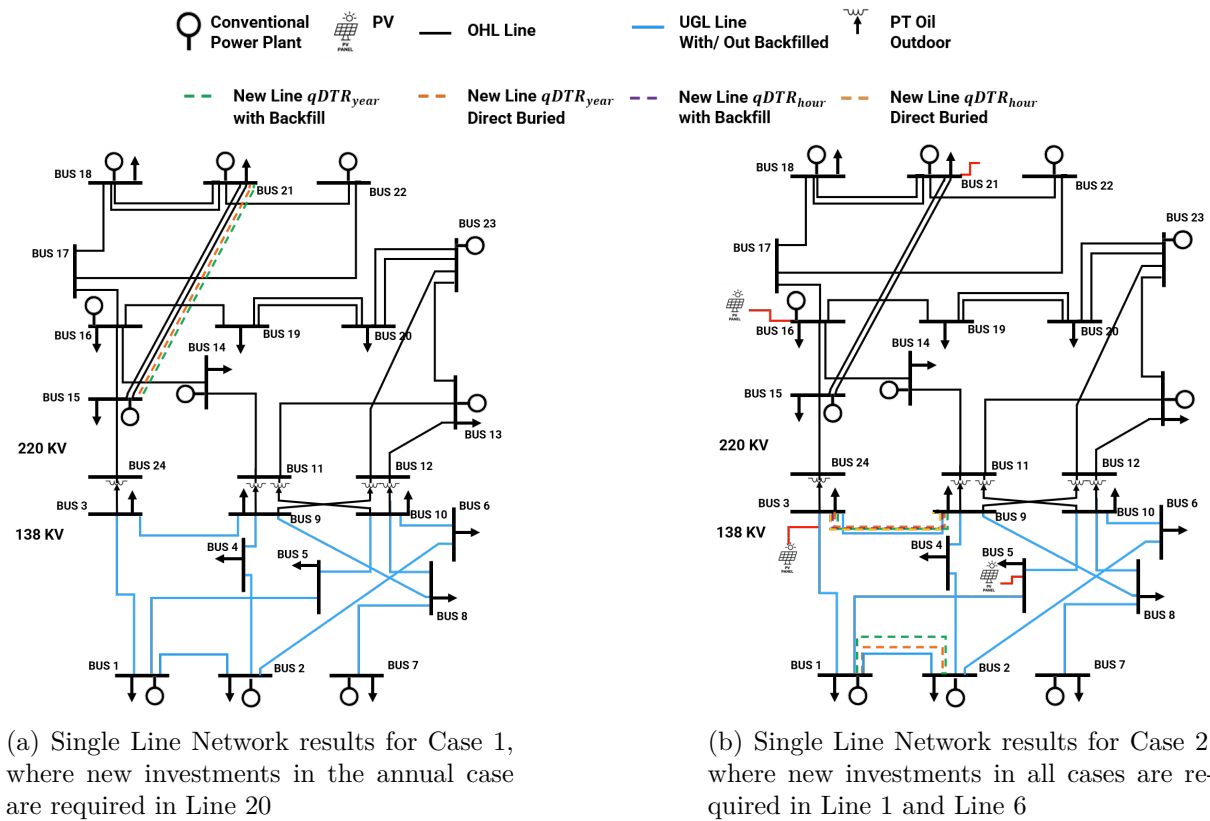 Conventional
Power Plant
PV
PV
PANEL
OHL Line
UGL Line
With/ Out Backfilled
PT Oil
Outdoor
New Line qDTR_year
with Backfill
New Line qDTR_year
Direct Buried
New Line qDTR_hour
with Backfill
New Line qDTR_hour
Direct Buried
BUS 18
BUS 21
BUS 22
BUS 23
BUS 17
BUS 16
BUS 19
BUS 20
BUS 14
BUS 15
BUS 13
220 KV
BUS 24
BUS 11
BUS 12
BUS 3
BUS 9
BUS 10
BUS 6
138 KV
BUS 4
BUS 5
BUS 8
BUS 1
BUS 2
BUS 7
(a) Single Line Network results for Case 1,
where new investments in the annual case
are required in Line 20
BUS 18
BUS 21
BUS 22
BUS 23
BUS 17
PV
PANEL
BUS 16
BUS 19
BUS 20
BUS 14
BUS 15
BUS 13
220 KV
BUS 24
BUS 11
BUS 12
BUS 3
BUS 9
BUS 10
BUS 6
138 KV
PV
PANEL
BUS 4
BUS 5
PV
PANEL
BUS 8
BUS 1
BUS 2
BUS 7
(b) Single Line Network results for Case 2
where new investments in all cases are re-
quired in Line 1 and Line 6